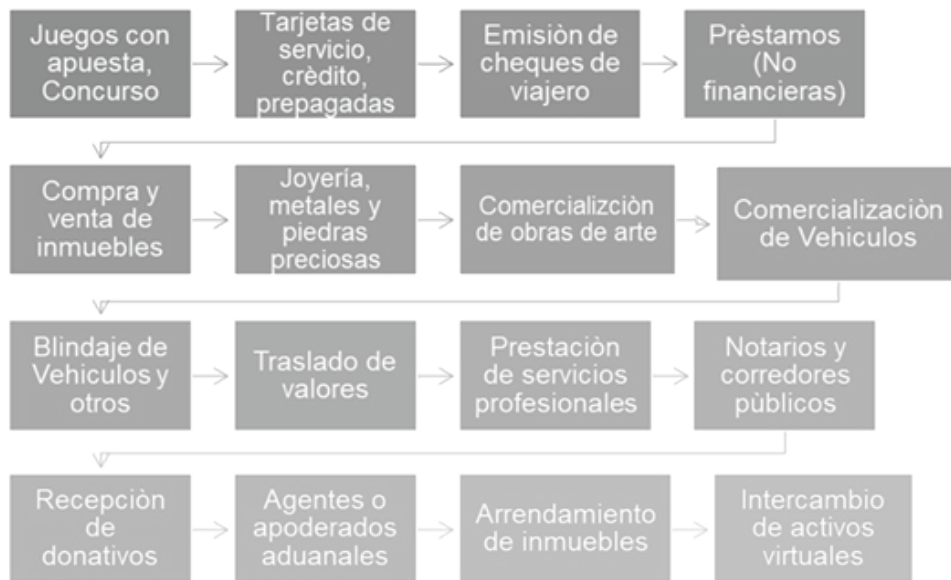 Juegos con
apuesta,
Concurso
Tarjetas de
servicio,
crèdito,
prepagadas
Emisiòn de
cheques de
viajero
Prèstamos
(No
financieras)
Compra y
venta de
inmuebles
Joyería,
metales y
piedras
preciosas
Comercializciòn
de obras de arte
Comercializaciòn
de Vehiculos
Blindaje de
Vehiculos y
otros
Traslado de
valores
Prestaciòn
de servicios
profesionales
Notarios y
corredores
pùblicos
Recepciòn
de
donativos
Agentes o
apoderados
aduanales
Arrendamiento
de inmuebles
Intercambio
de activos
virtuales